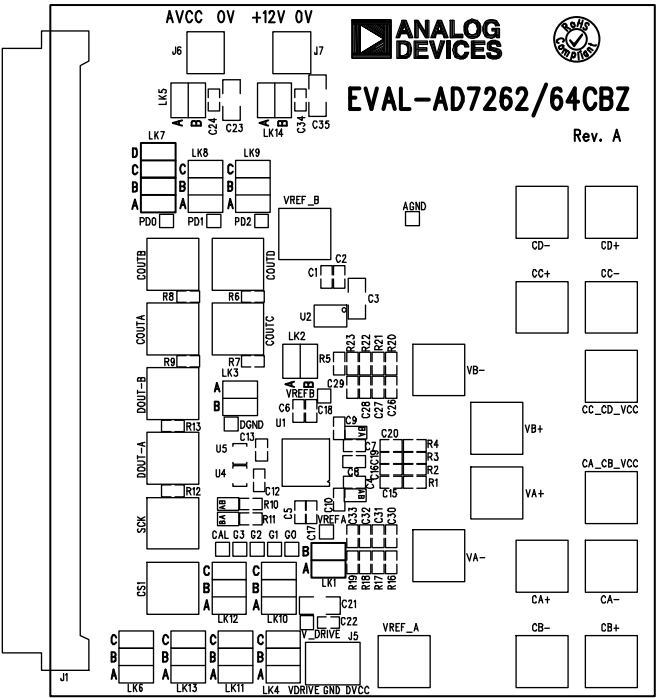 AVCC 0V +12V 0V
ANALOG
DEVICES
RoHS
Compliant
J6
J7
LK5
A B
C24
C23
LK14
A B
C34
C35
EVAL-AD7262/64CBZ
Rev. A
LK7
LK8
LK9
D
C
B
A
C
B
A
C
B
A
PD0
PD1
PD2
VREF_B
AGND
CD-
CD+
COUTB
COUTD
C1
C2
C3
CC+
CC-
R8
R6
U2
COUTA
COUTC
R9
R7
LK2
A B
R5
R23
R22
R21
R20
VB-
LK3
A
B
C29
C28
C27
C26
VREFB
C6
C18
CC_CD_VCC
DOUT-B
DGND
U1
C9
BA
VB+
R13
C13
U5
C7
C20
R4
C19
R3
DOUT-A
U4
C8
C16
R2
C15
R1
CA_CB_VCC
C12
C4
AB
VA+
R12
C10
SCK
AB
R10
BA
R11
C5
C17
VREFA
C33
C32
C31
C30
CAL G3 G2 G1 G0
B
A
LK1
R19
R18
R17
R16
VA-
CS1
C
B
A
LK12
C
B
A
LK10
C21
CA+
CA-
V_DRIVE
C22
J5
VREF_A
CB-
CB+
C
B
A
LK6
C
B
A
LK13
C
B
A
LK11
C
B
A
LK4
VDRIVE GND DVCC
J1